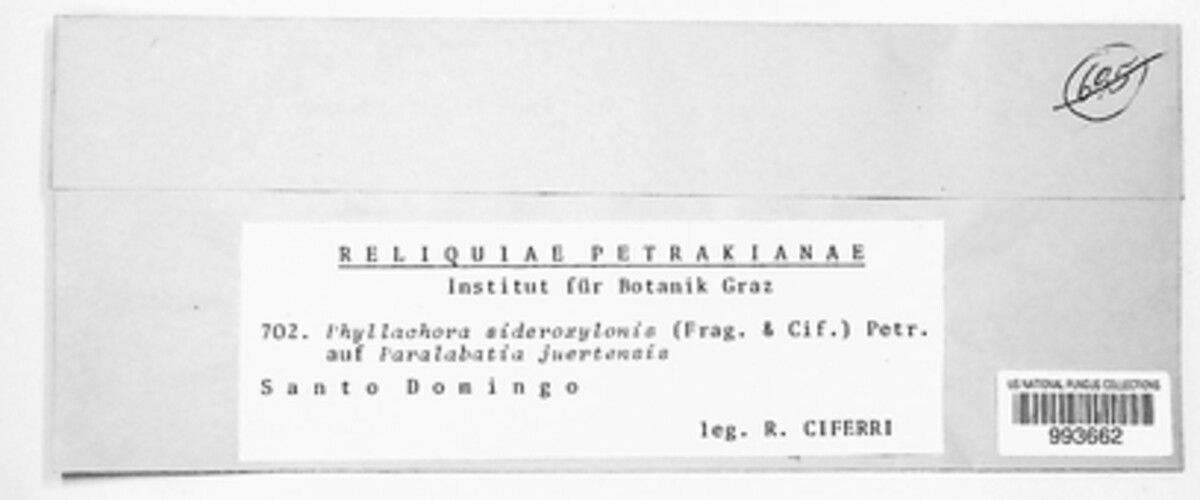 695
RELIQUIAE PETRAKIANAE
Institut für Botanik Graz
702. Phyllachora sideroxylonis (Frag. & Cif.) Petr.
auf Paralabatia juertensis
Santo Domingo
leg. R. CIFERRI
US NATIONAL FUNGUS COLLECTIONS
993662